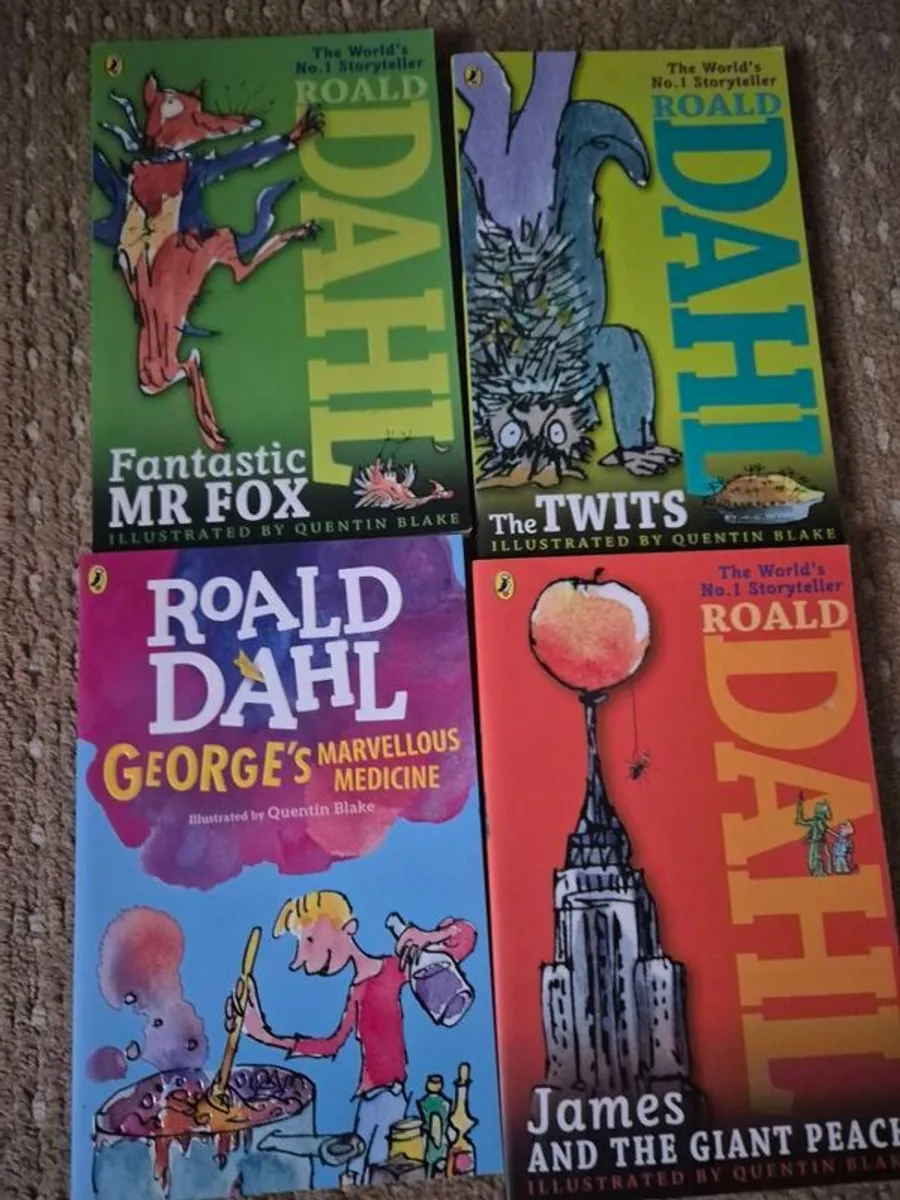 The World's
No.1 Storyteller
ROALD
DAHL
Fantastic
MR FOX
ILLUSTRATED BY QUENTIN BLAKE
The World's
No.1 Storyteller
ROALD
DAHL
The TWITS
ILLUSTRATED BY QUENTIN BLAKE
ROALD
DAHL
GEORGE'S MARVELLOUS
MEDICINE
Illustrated by Quentin Blake
The World's
No.1 Storyteller
ROALD
DAHL
James
AND THE GIANT PEACH
ILLUSTRATED BY QUENTIN BLAK